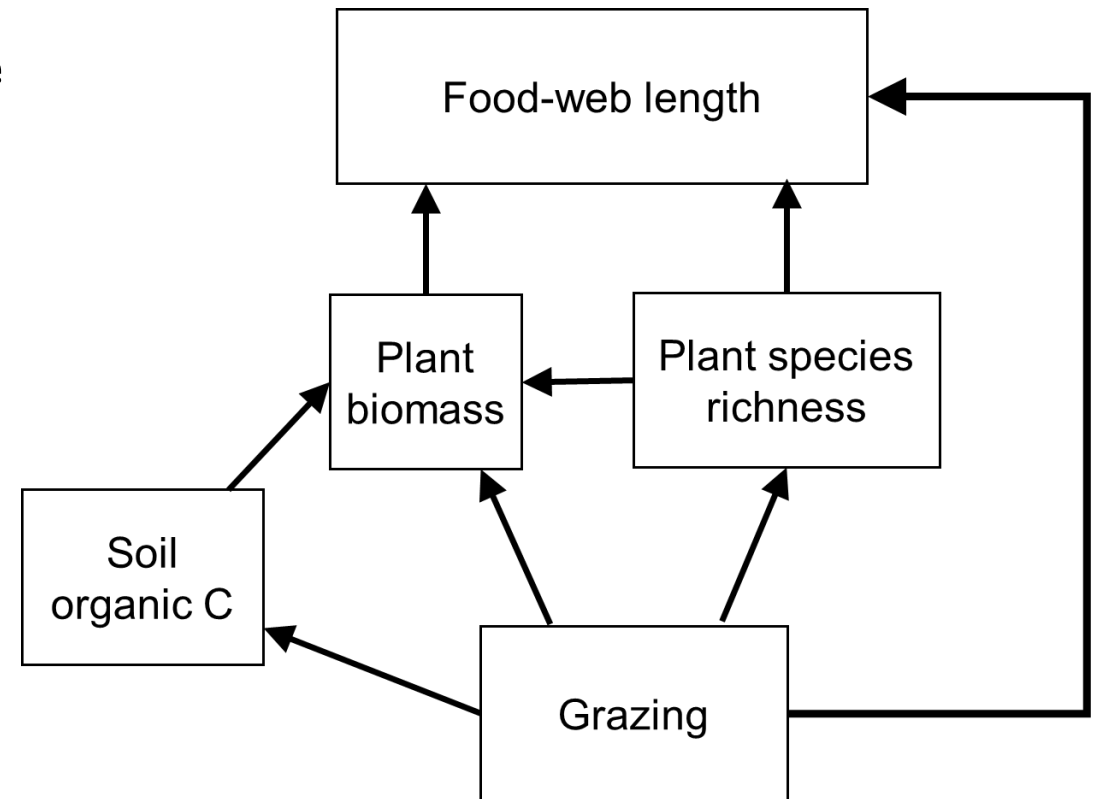 Food-web length
Plant
biomass
Plant species
richness
Soil
organic C
Grazing